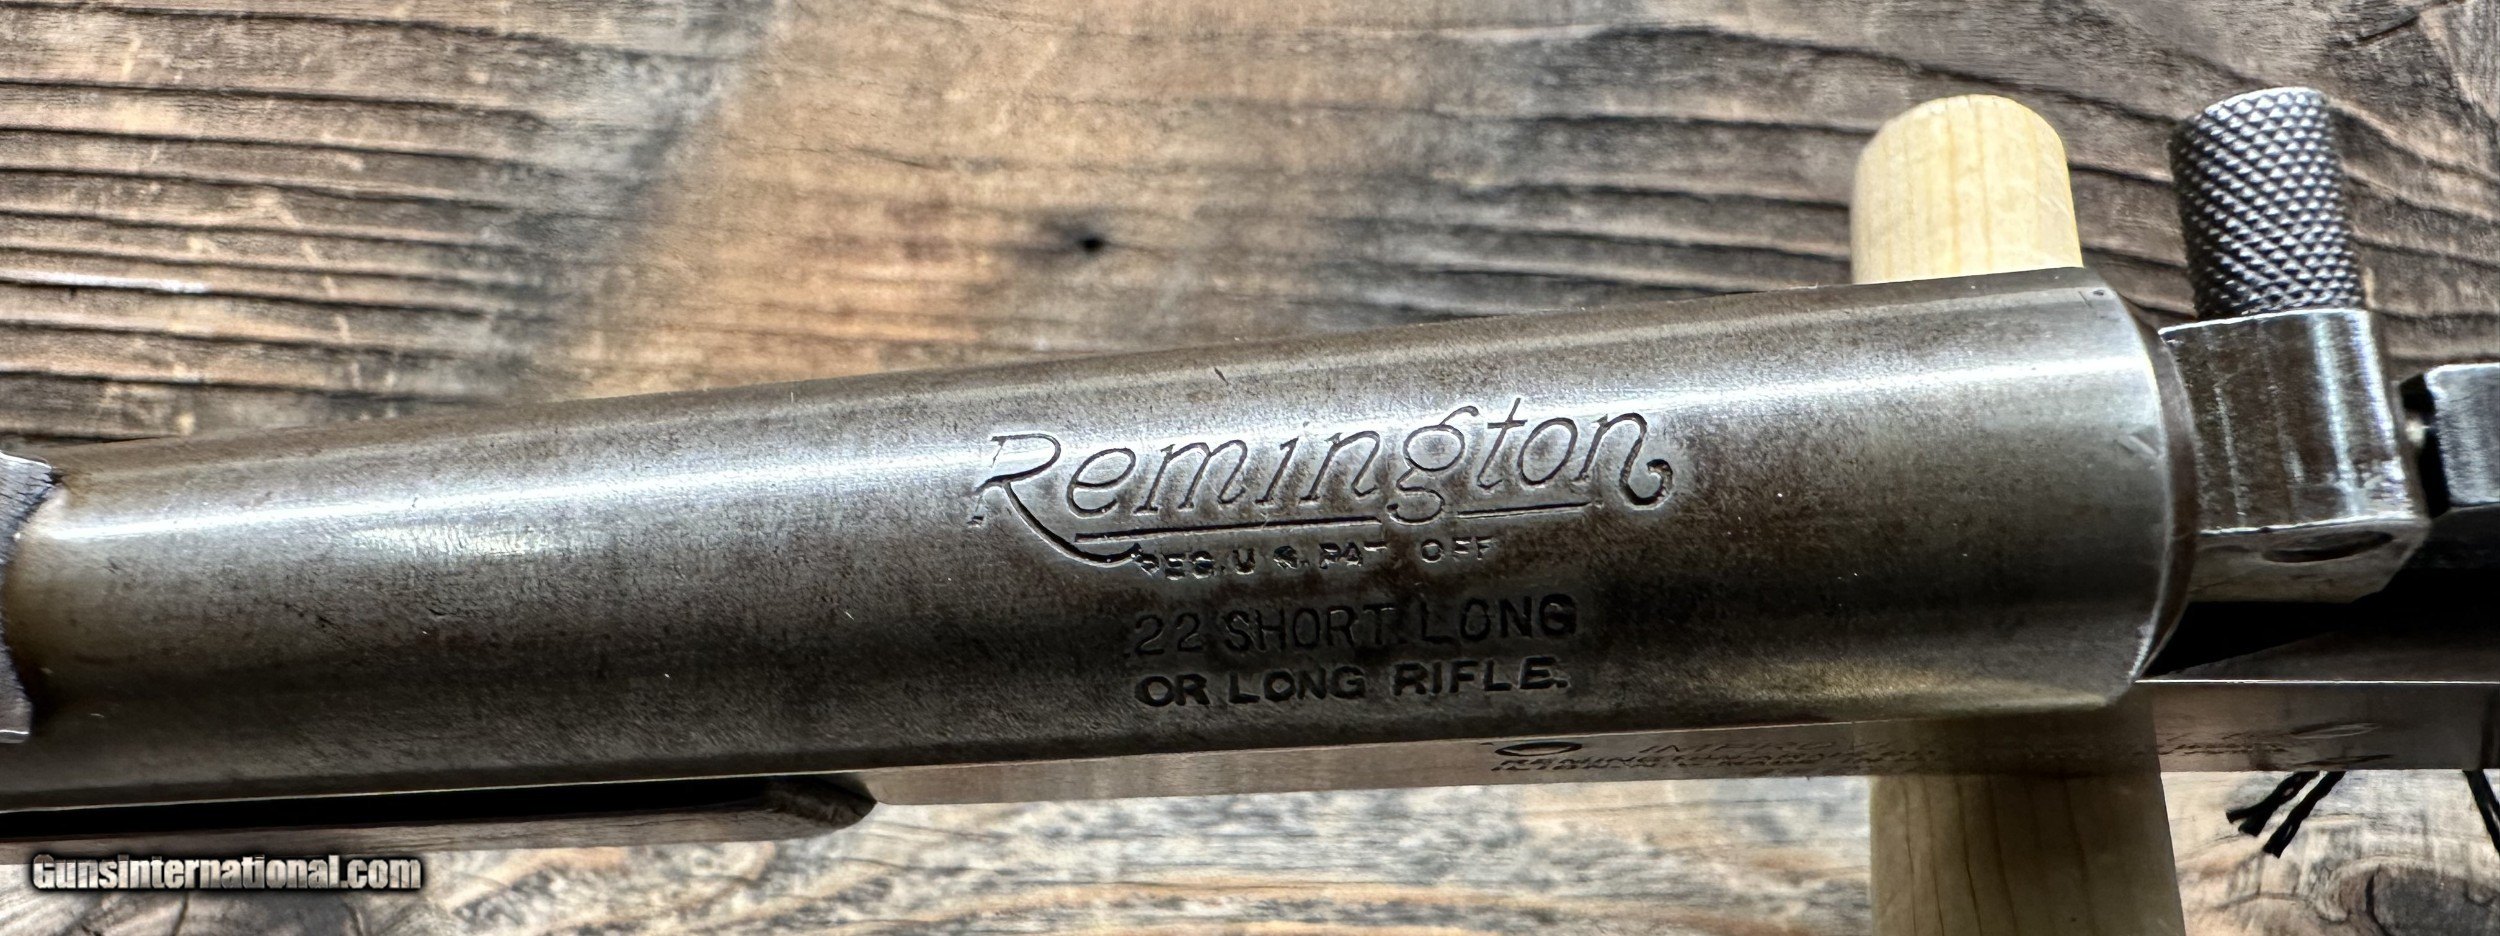 Remington
REG. U.S. PAT. OFF
22 SHORT. LONG
OR LONG RIFLE.
GunsInternational.com